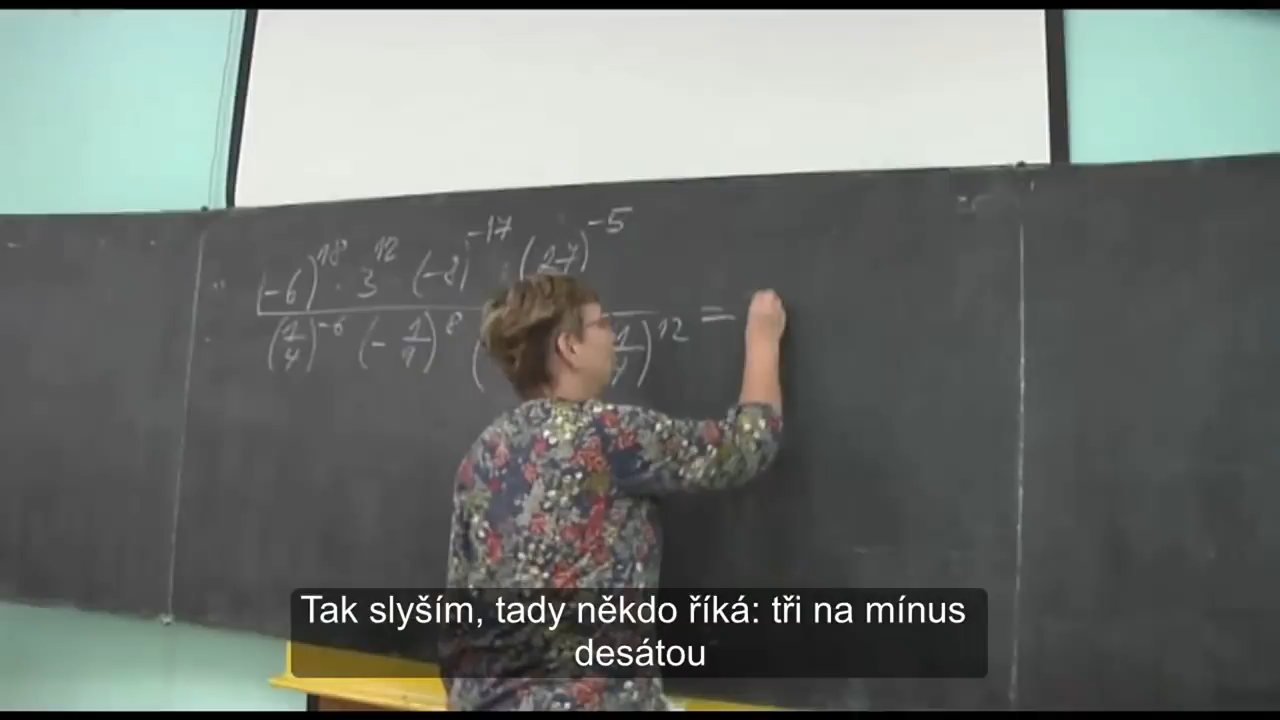 (-6)^18 · 3^12 (-2)^-17 · (27)^-5
(1/4)^-6 (- 1/9)^8 ( 1/4)^12 =
Tak slyším, tady někdo říká: tři na mínus
desátou